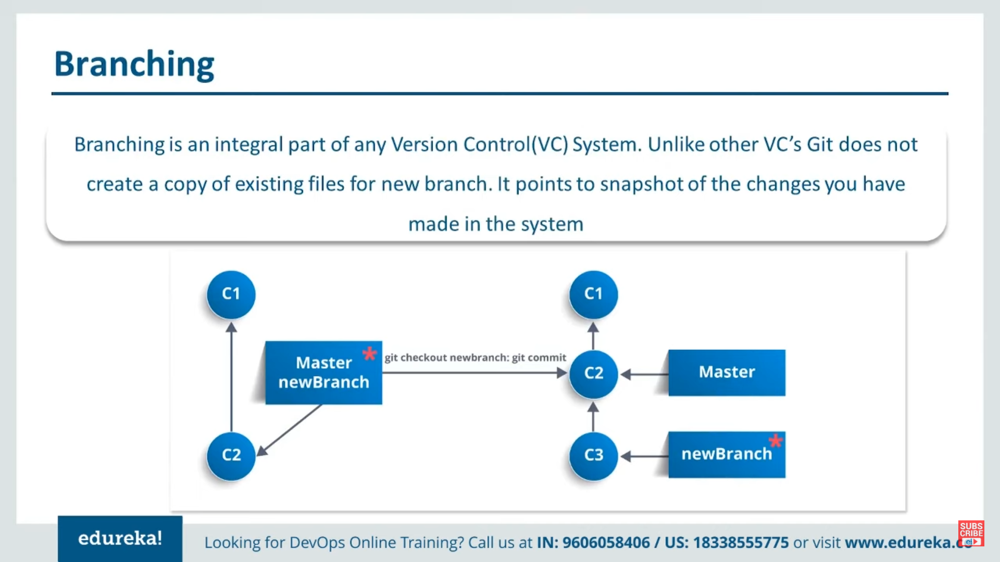 Branching
Branching is an integral part of any Version Control(VC) System. Unlike other VC’s Git does not
create a copy of existing files for new branch. It points to snapshot of the changes you have
made in the system
C1
C1
Master *
newBranch
git checkout newbranch: git commit
C2
Master
C2
C3
newBranch *
edureka!
Looking for DevOps Online Training? Call us at IN: 9606058406 / US: 18338555775 or visit www.edureka.co
SUBS
CRIBE
e!